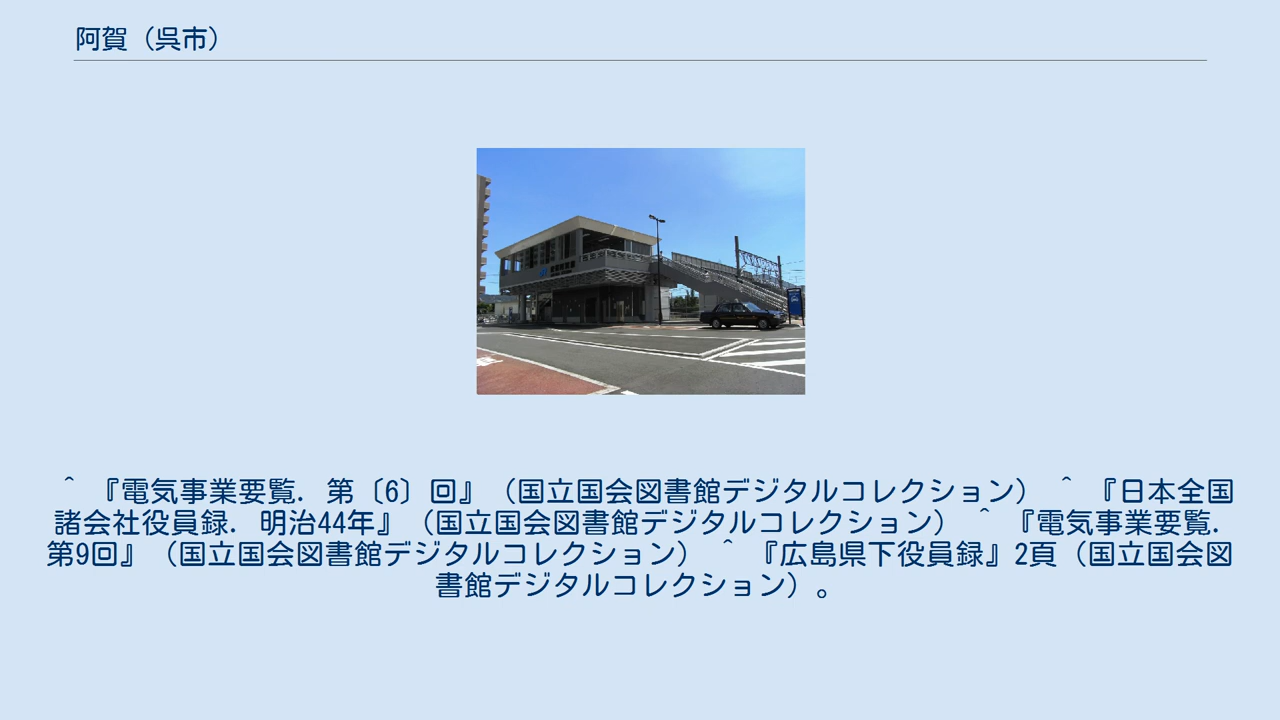 阿賀（呉市）
^ 『電気事業要覧. 第〔6〕回』（国立国会図書館デジタルコレクション） ^ 『日本全国
諸会社役員録. 明治44年』（国立国会図書館デジタルコレクション） ^ 『電気事業要覧.
第9回』（国立国会図書館デジタルコレクション） ^ 『広島県下役員録』2頁（国立国会図
書館デジタルコレクション）。